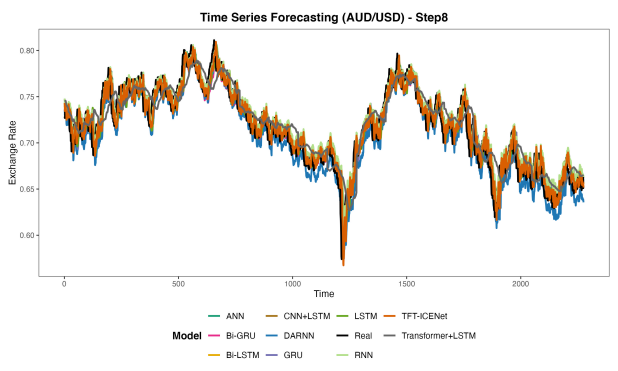 Time Series Forecasting (AUD/USD) - Step8
Exchange Rate
0.80
0.75
0.70
0.65
0.60
0
500
1000
1500
2000
Time
Model
ANN
CNN+LSTM
LSTM
TFT-ICENet
Bi-GRU
DARNN
Real
Transformer+LSTM
Bi-LSTM
GRU
RNN